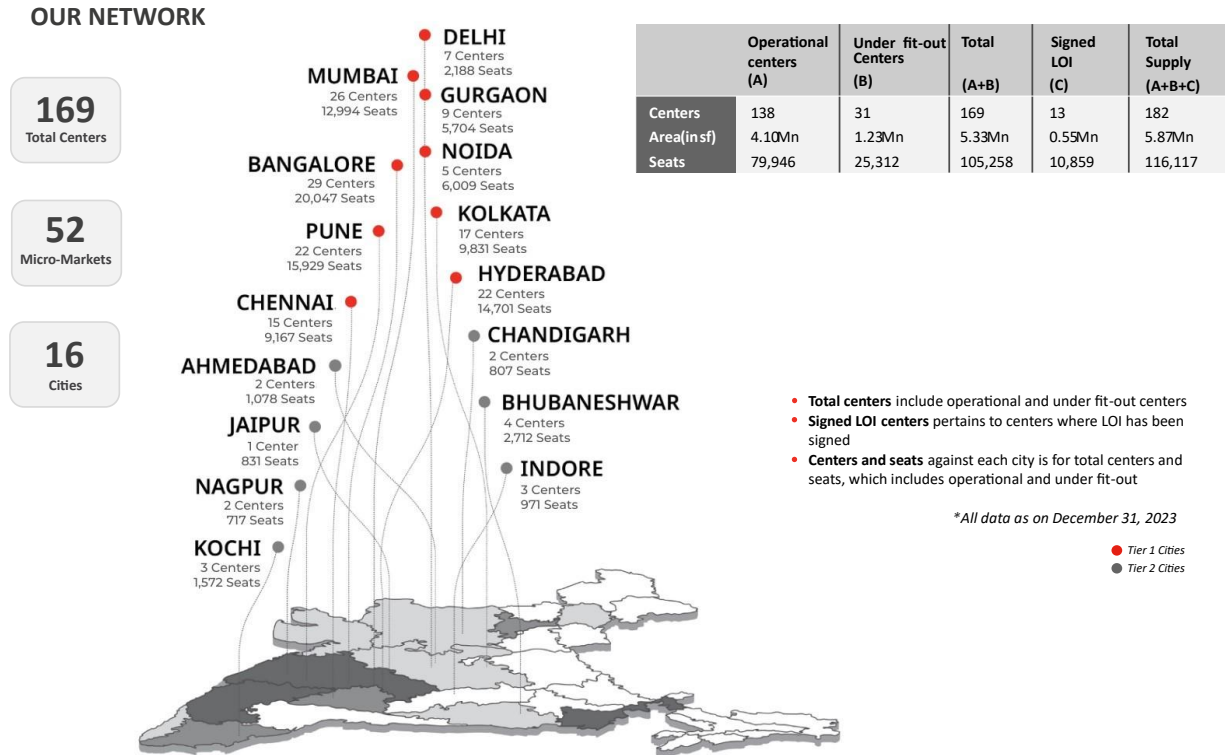 OUR NETWORK
169
Total Centers
52
Micro-Markets
16
Cities
DELHI
7 Centers
2,188 Seats
MUMBAI
26 Centers
12,994 Seats
GURGAON
9 Centers
5,704 Seats
NOIDA
5 Centers
6,009 Seats
BANGALORE
29 Centers
20,047 Seats
KOLKATA
17 Centers
9,831 Seats
PUNE
22 Centers
15,929 Seats
HYDERABAD
22 Centers
14,701 Seats
CHENNAI
15 Centers
9,167 Seats
CHANDIGARH
2 Centers
807 Seats
AHMEDABAD
2 Centers
1,078 Seats
BHUBANESHWAR
4 Centers
2,712 Seats
JAIPUR
1 Center
831 Seats
INDORE
3 Centers
971 Seats
NAGPUR
2 Centers
717 Seats
KOCHI
3 Centers
1,572 Seats
Operational Under fit-out Total Signed Total
centers Centers LOI Supply
(A) (B) (A+B) (C) (A+B+C)
Centers 138 31 169 13 182
Area(in sf) 4.10Mn 1.23Mn 5.33Mn 0.55Mn 5.87Mn
Seats 79,946 25,312 105,258 10,859 116,117
• Total centers include operational and under fit-out centers
• Signed LOI centers pertains to centers where LOI has been
signed
• Centers and seats against each city is for total centers and
seats, which includes operational and under fit-out
*All data as on December 31, 2023
Tier 1 Cities
Tier 2 Cities